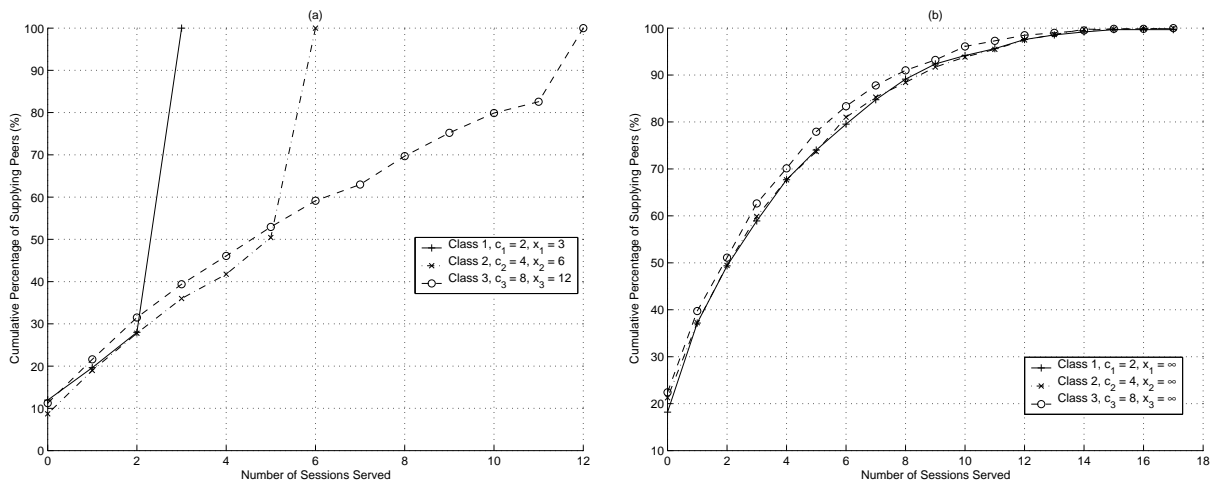 (a)
100
90
80
70
60
50
40
30
20
10
0
Cumulative Percentage of Supplying Peers (%)
Class 1, c1 = 2, x1 = 3
Class 2, c2 = 4, x2 = 6
Class 3, c3 = 8, x3 = 12
0 2 4 6 8 10 12
Number of Sessions Served
(b)
100
90
80
70
60
50
40
30
20
10
Cumulative Percentage of Supplying Peers (%)
Class 1, c1 = 2, x1 = ∞
Class 2, c2 = 4, x2 = ∞
Class 3, c3 = 8, x3 = ∞
0 2 4 6 8 10 12 14 16 18
Number of Sessions Served